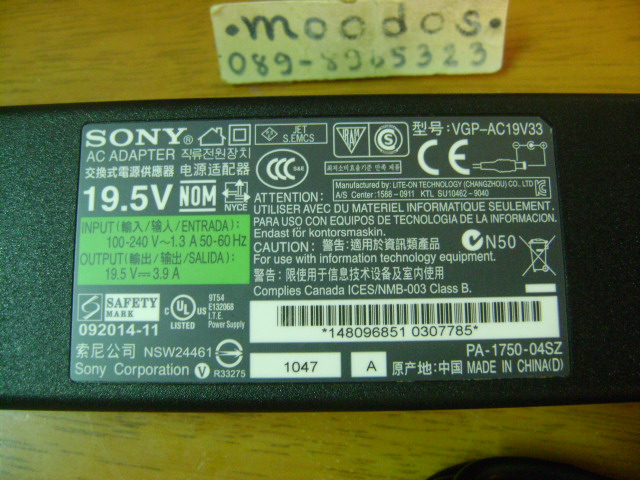 •moodos•
089-8965323
SONY®
AC ADAPTER 직류전원장치
交換式電源供應器 电源适配器
19.5V NOM
NYCE
INPUT (輸入/输入/ENTRADA) :
100-240 V~1.3 A 50-60 Hz
OUTPUT (輸出/输出/SALIDA) :
19.5 V 3.9 A
JET
S.EMCS
型号: VGP-AC19V33
CCC
S&E
CE
Manufactured by: LITE-ON TECHNOLOGY (CHANGZHOU) CO., LTD
A/S Center: 1588 - 0911 KTL SU10462 - 9040
ATTENTION:
UTILISER AVEC DU MATERIEL INFORMATIQUE SEULEMENT.
PARA USO CON EQUIPOS DE TECNOLOGIA DE LA INFORMACION.
Endast för kontorsmaskin.
CAUTION: 警告: 適用於資訊類產品
For use with information technology equipment.
警告: 限使用于信息技术设备及室内使用
Complies Canada ICES/NMB-003 Class B.
N50
SAFETY
MARK
092014-11
UL
LISTED
9T54
E132068
I.T.E.
Power Supply
*148096851 0307785*
索尼公司 NSW24461
Sony Corporation V R33275
1047
A
PA-1750-04SZ
原产地: 中国 MADE IN CHINA(D)